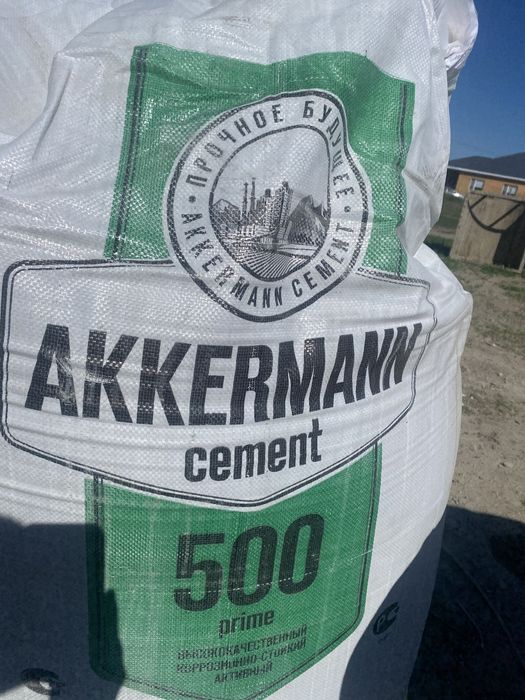 ПРОЧНОЕ БУДУЩЕЕ
AKKERMANN CEMENT
AKKERMANN
cement
500
prime
ВЫСОКОКАЧЕСТВЕННЫЙ
КОРРОЗИОННО-СТОЙКИЙ
АКТИВНЫЙ